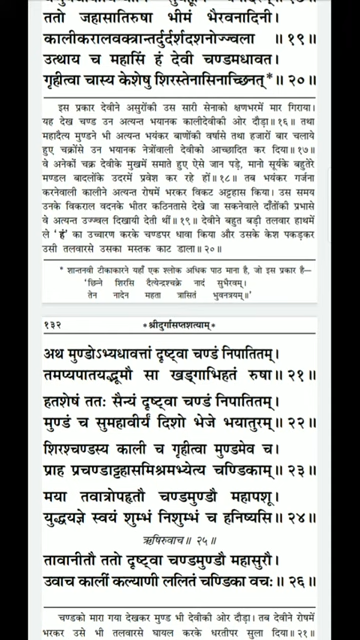 ततो जहासातिरुषा भीमं भैरवनादिनी।
कालीकरालवक्त्रान्तर्दुर्दर्शदशनोज्ज्वला ॥१९॥
उत्थाय च महासिं हं देवी चण्डमधावत।
गृहीत्वा चास्य केशेषु शिरस्तेनासिनाच्छिनत्* ॥२०॥
इस प्रकार देवीने असुरोंकी उस सारी सेनाको क्षणभरमें मार गिराया।
यह देख चण्ड उन अत्यन्त भयानक कालीदेवीकी ओर दौड़ा॥१६॥ तथा
महादैत्य मुण्डने भी अत्यन्त भयंकर बाणोंकी वर्षासे तथा हजारों बार चलाये
हुए चक्रोंसे उन भयानक नेत्रोंवाली देवीको आच्छादित कर दिया॥१७॥
वे अनेकों चक्र देवीके मुखमें समाते हुए ऐसे जान पड़े, मानो सूर्यके बहुतेरे
मण्डल बादलोंके उदरमें प्रवेश कर रहे हों॥१८॥ तब भयंकर गर्जना
करनेवाली कालीने अत्यन्त रोषमें भरकर विकट अट्टहास किया। उस समय
उनके विकराल वदनके भीतर कठिनतासे देखे जा सकनेवाले दाँतोंकी प्रभासे
वे अत्यन्त उज्ज्वल दिखायी देती थीं॥१९॥ देवीने बहुत बड़ी तलवार हाथमें
ले 'हं' का उच्चारण करके चण्डपर धावा किया और उसके केश पकड़कर
उसी तलवारसे उसका मस्तक काट डाला॥२०॥
* शान्तनवी टीकाकारने यहाँ एक श्लोक अधिक पाठ माना है, जो इस प्रकार है—
'छिन्ने शिरसि दैत्येन्द्रश्चक्रे नादं सुभैरवम्।
तेन नादेन महता त्रासितं भुवनत्रयम्॥'
१३२ *श्रीदुर्गासप्तशत्याम्*
अथ मुण्डोऽभ्यधावत्तां दृष्ट्वा चण्डं निपातितम्।
तमप्यपातयद्भूमौ सा खड्गाभिहतं रुषा ॥२१॥
हतशेषं ततः सैन्यं दृष्ट्वा चण्डं निपातितम्।
मुण्डं च सुमहावीर्यं दिशो भेजे भयातुरम् ॥२२॥
शिरश्चण्डस्य काली च गृहीत्वा मुण्डमेव च।
प्राह प्रचण्डाट्टहासमिश्रमभ्येत्य चण्डिकाम् ॥२३॥
मया तवात्रोपहृतौ चण्डमुण्डौ महापशू।
युद्धयज्ञे स्वयं शुम्भं निशुम्भं च हनिष्यसि ॥२४॥
ऋषिरुवाच॥ २५॥
तावानीतौ ततो दृष्ट्वा चण्डमुण्डौ महासुरौ।
उवाच कालीं कल्याणी ललितं चण्डिका वचः ॥२६॥
चण्डको मारा गया देखकर मुण्ड भी देवीकी ओर दौड़ा। तब देवीने रोषमें
भरकर उसे भी तलवारसे घायल करके धरतीपर सुला दिया॥२१॥